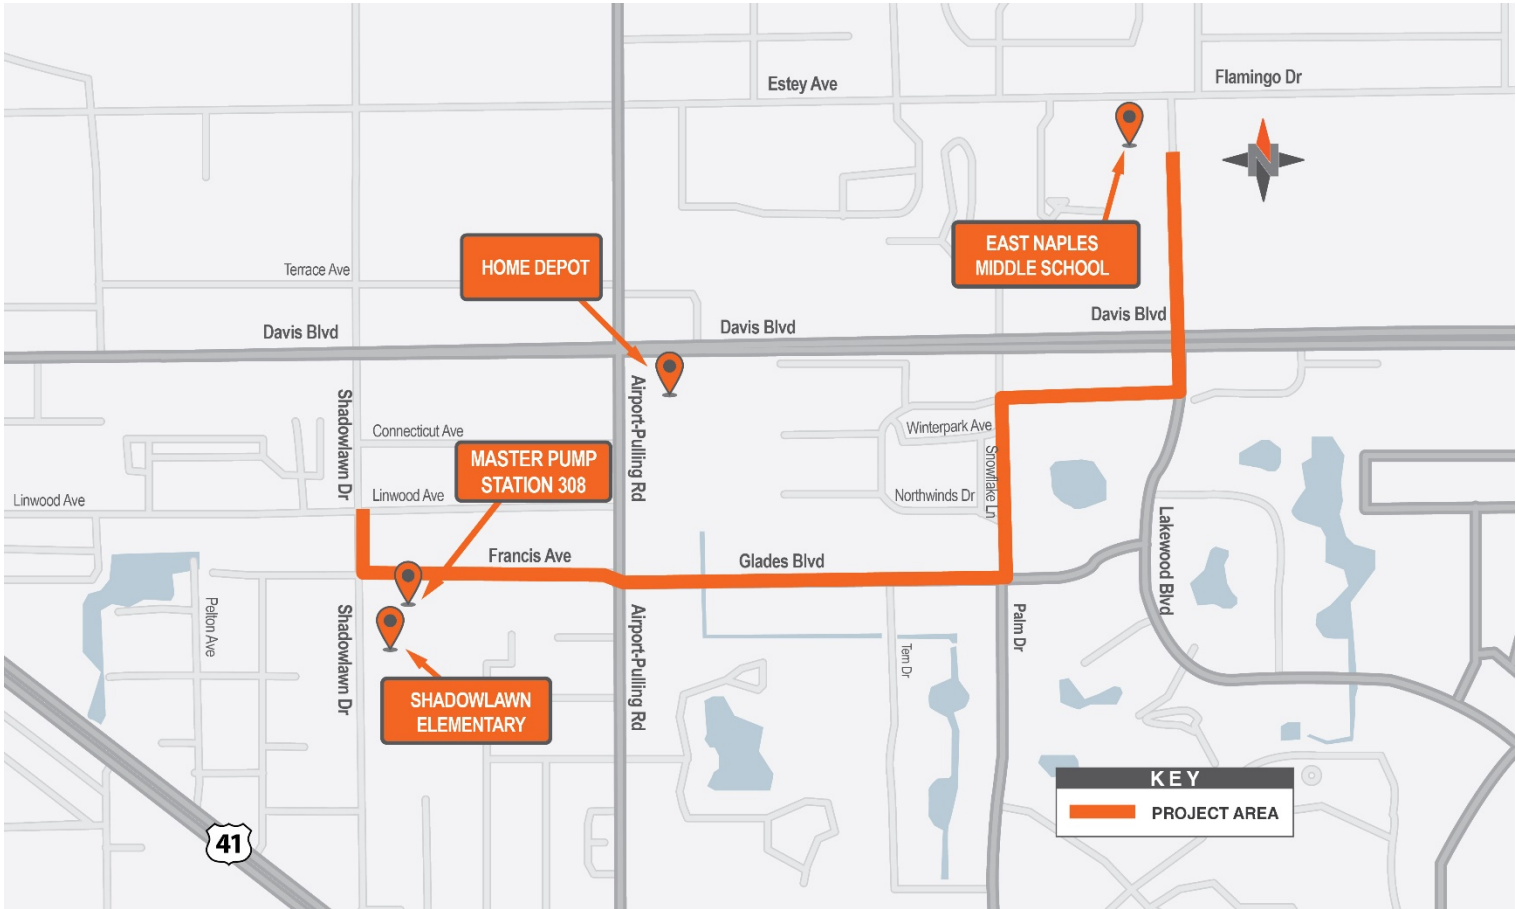 Estey Ave
Flamingo Dr
N
EAST NAPLES
MIDDLE SCHOOL
HOME DEPOT
Terrace Ave
Davis Blvd
Davis Blvd
Davis Blvd
Shadowlawn Dr
Airport-Pulling Rd
Connecticut Ave
Winterpark Ave
MASTER PUMP
STATION 308
Snowflake Ln
Linwood Ave
Linwood Ave
Northwinds Dr
Lakewood Blvd
Francis Ave
Glades Blvd
Pelton Ave
Shadowlawn Dr
Airport-Pulling Rd
Tern Dr
Palm Dr
SHADOWLAWN
ELEMENTARY
KEY
PROJECT AREA
41